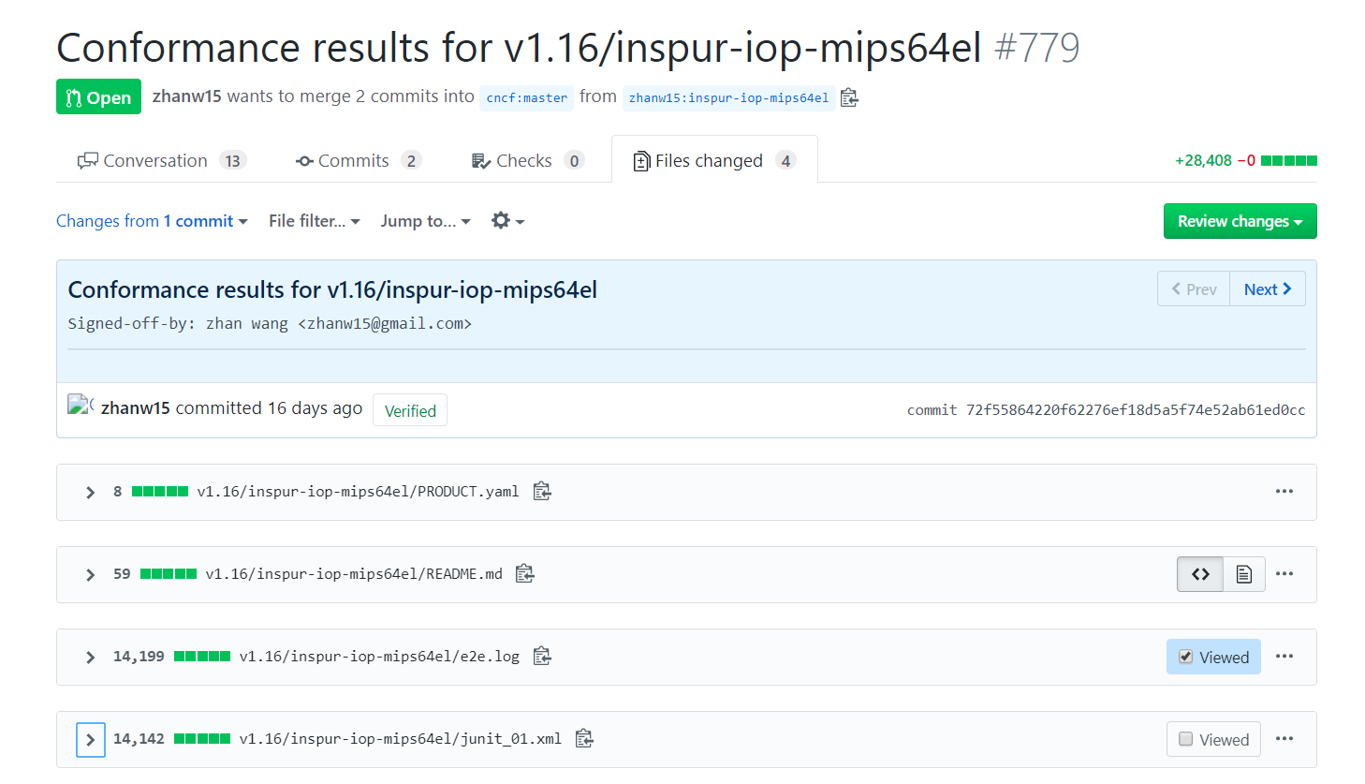 Conformance results for v1.16/inspur-iop-mips64el #779
Open zhanw15 wants to merge 2 commits into cncf:master from zhanw15:inspur-iop-mips64el
Conversation 13 Commits 2 Checks 0 Files changed 4 +28,408 −0
Changes from 1 commit File filter... Jump to... Review changes
Conformance results for v1.16/inspur-iop-mips64el Prev Next
Signed-off-by: zhan wang <zhanw15@gmail.com>
zhanw15 committed 16 days ago Verified commit 72f55864220f62276ef18d5a5f74e52ab61ed0cc
8 v1.16/inspur-iop-mips64el/PRODUCT.yaml
59 v1.16/inspur-iop-mips64el/README.md
14,199 v1.16/inspur-iop-mips64el/e2e.log Viewed
14,142 v1.16/inspur-iop-mips64el/junit_01.xml Viewed